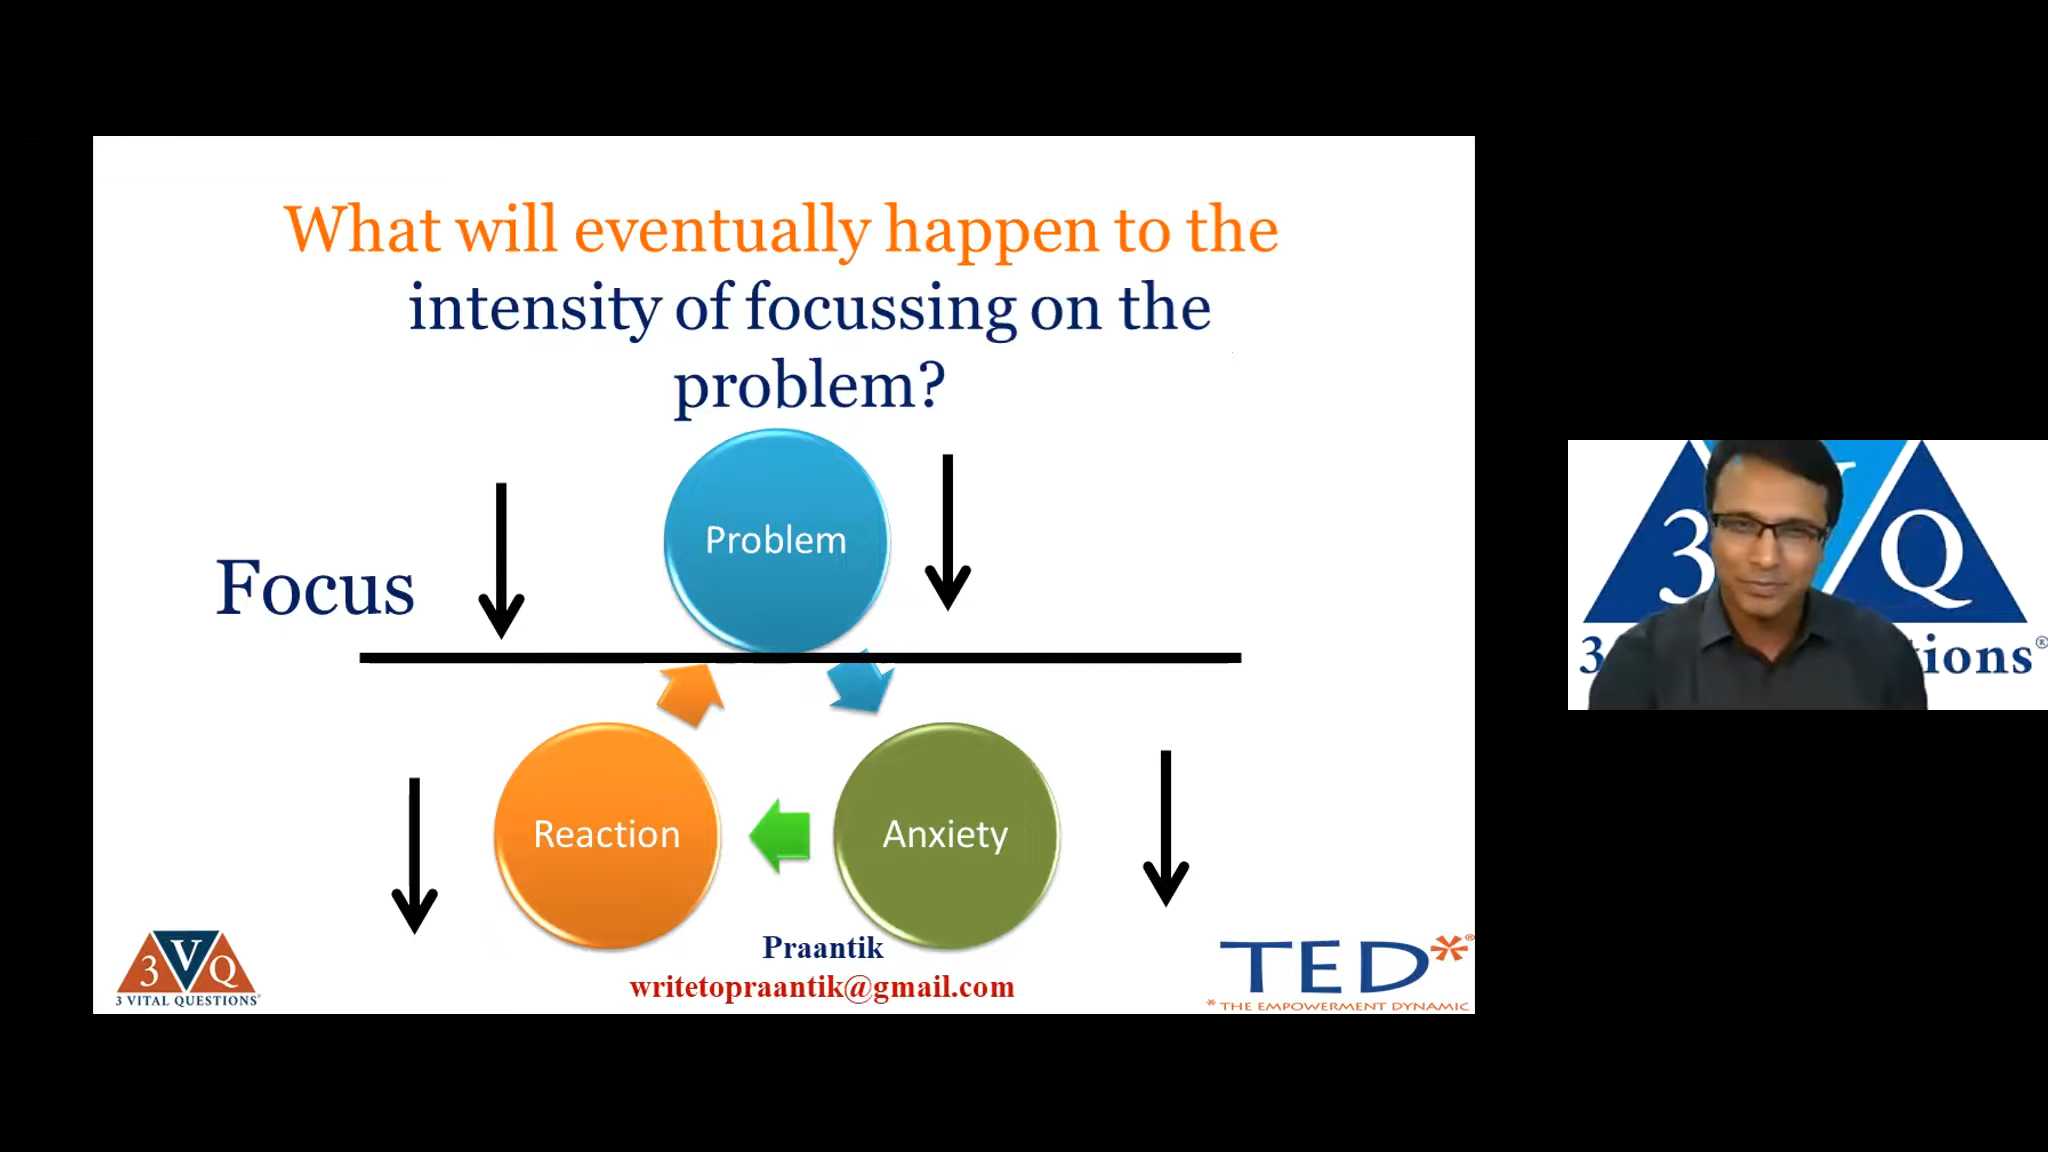 What will eventually happen to the
intensity of focussing on the
problem?
Problem
Focus
Reaction
Anxiety
Praantik
writetopraantik@gmail.com
3VQ
3 VITAL QUESTIONS®
TED*®
* THE EMPOWERMENT DYNAMIC
3 Q
3 ions®